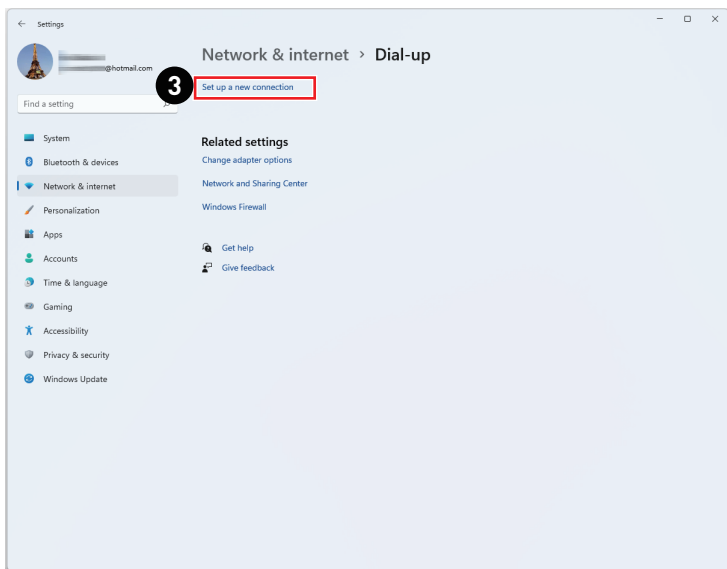 Settings
@hotmail.com
Find a setting
System
Bluetooth & devices
Network & internet
Personalization
Apps
Accounts
Time & language
Gaming
Accessibility
Privacy & security
Windows Update
Network & internet > Dial-up
3
Set up a new connection
Related settings
Change adapter options
Network and Sharing Center
Windows Firewall
Get help
Give feedback